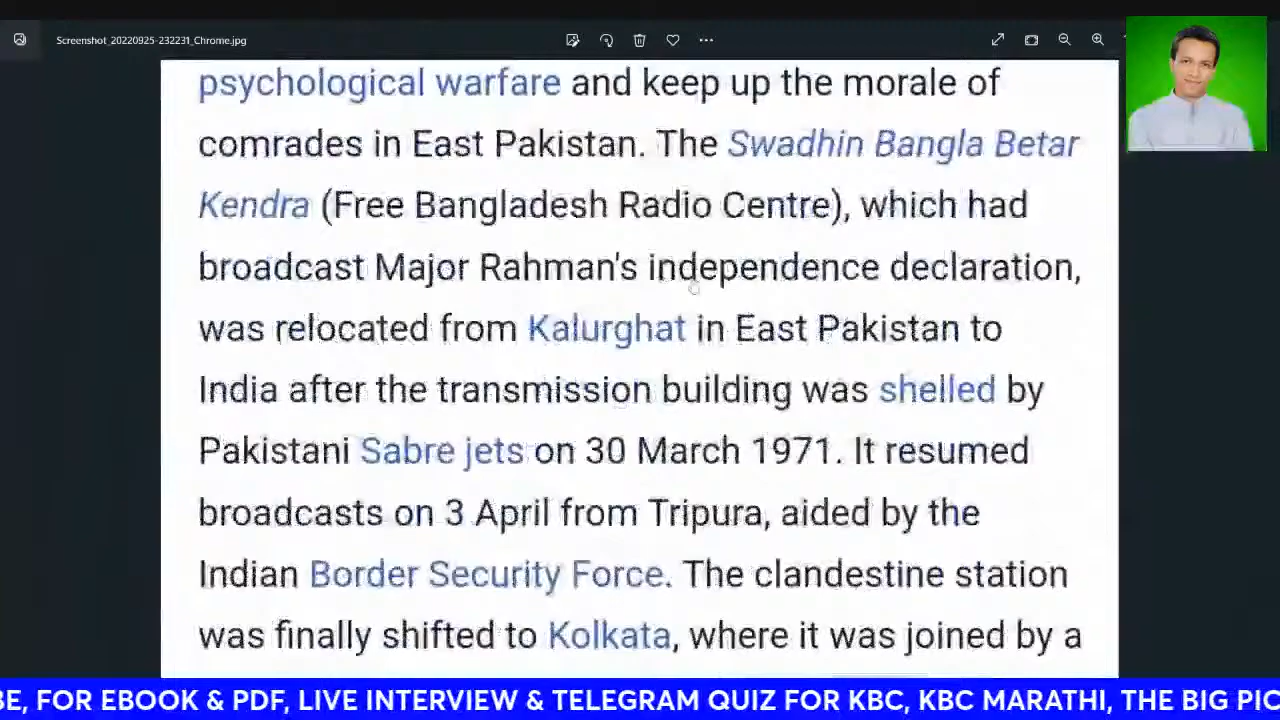 Screenshot_20220925-232231_Chrome.jpg
psychological warfare and keep up the morale of
comrades in East Pakistan. The Swadhin Bangla Betar
Kendra (Free Bangladesh Radio Centre), which had
broadcast Major Rahman's independence declaration,
was relocated from Kalurghat in East Pakistan to
India after the transmission building was shelled by
Pakistani Sabre jets on 30 March 1971. It resumed
broadcasts on 3 April from Tripura, aided by the
Indian Border Security Force. The clandestine station
was finally shifted to Kolkata, where it was joined by a
BE, FOR EBOOK & PDF, LIVE INTERVIEW & TELEGRAM QUIZ FOR KBC, KBC MARATHI, THE BIG PIC